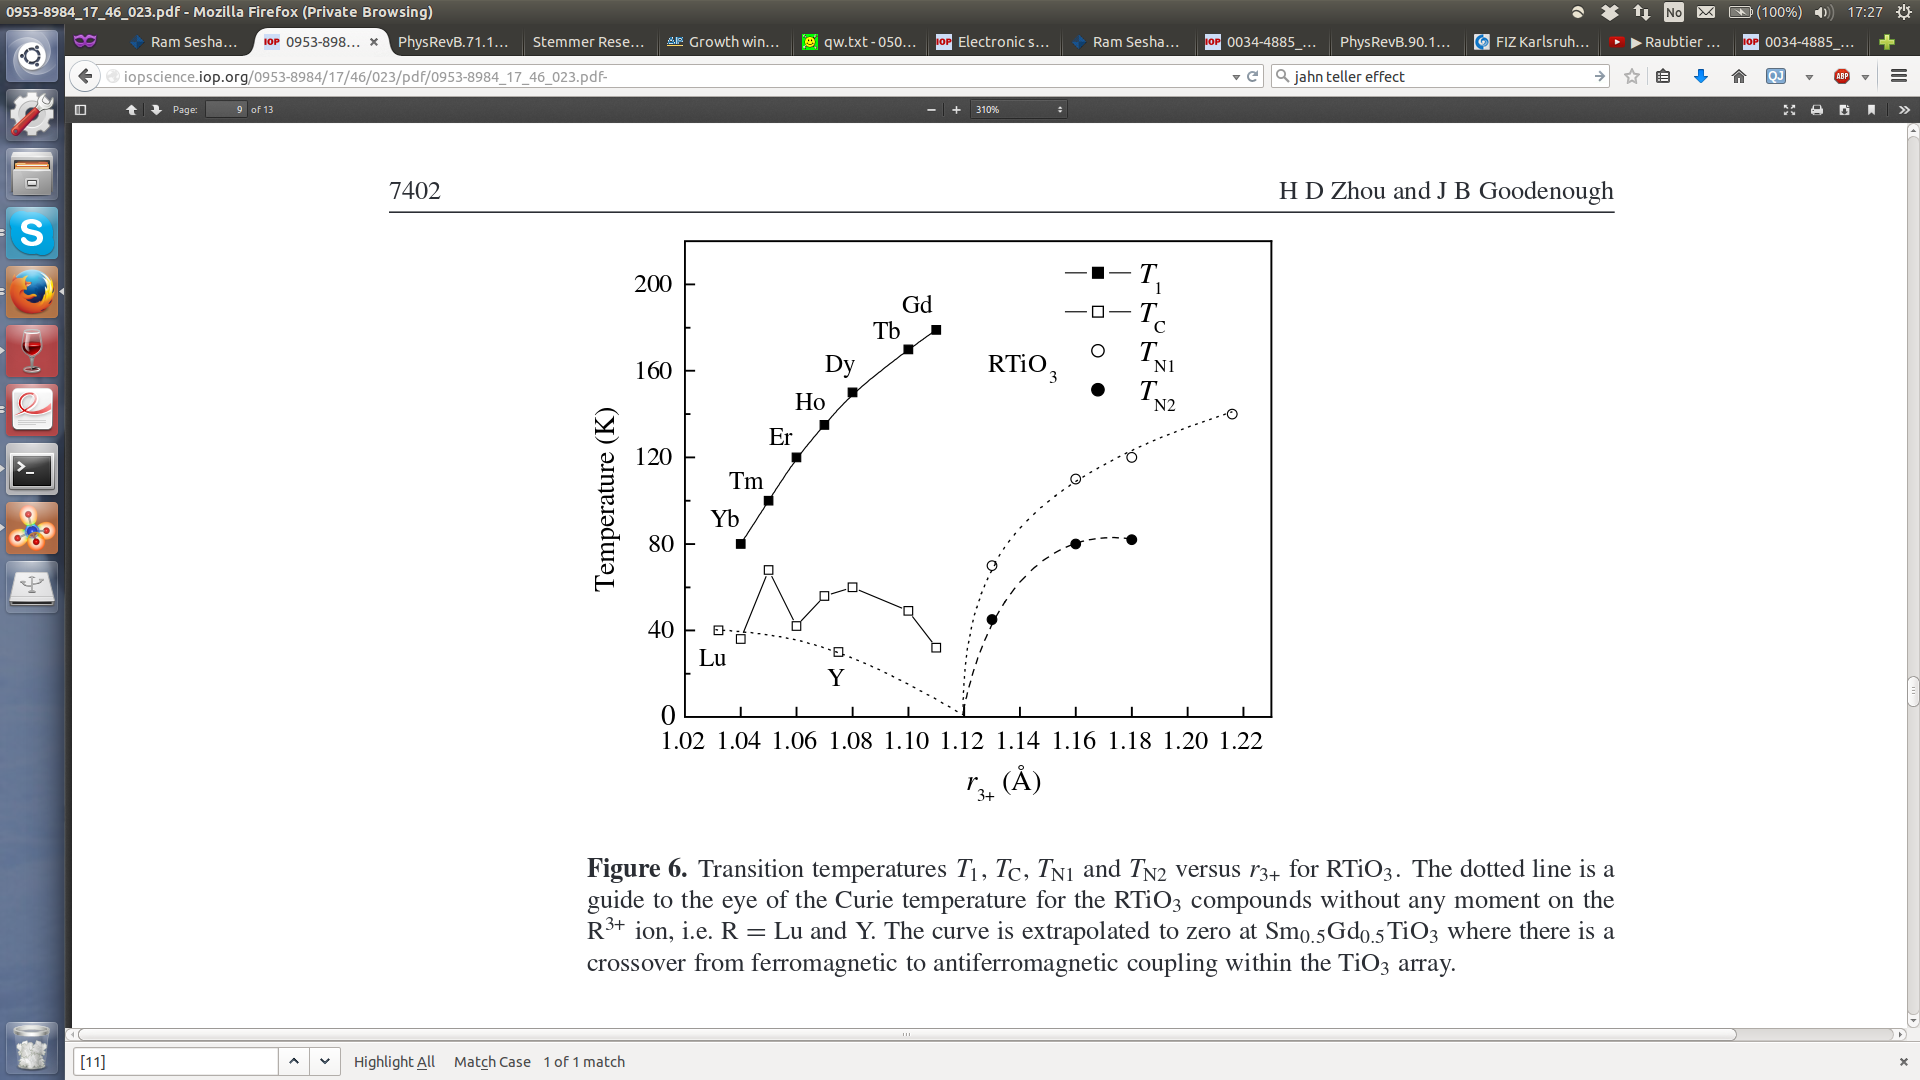 0953-8984_17_46_023.pdf - Mozilla Firefox (Private Browsing)
No (100%) 17:27
Ram Sesha... IOP 0953-898... PhysRevB.71.1... Stemmer Rese... Growth win... qw.txt - 050... IOP Electronic s... Ram Sesha... IOP 0034-4885_... PhysRevB.90.1... FIZ Karlsruh... ▶ Raubtier ... IOP 0034-4885_...
iopscience.iop.org/0953-8984/17/46/023/pdf/0953-8984_17_46_023.pdf- jahn teller effect QJ ABP
Page: 9 of 13 310%
7402 H D Zhou and J B Goodenough
T1
TC
TN1
TN2
RTiO3
Gd
Tb
Dy
Ho
Er
Tm
Yb
Lu
Y
Temperature (K)
200
160
120
80
40
0
1.02 1.04 1.06 1.08 1.10 1.12 1.14 1.16 1.18 1.20 1.22
r3+ (Å)
Figure 6. Transition temperatures T1, TC, TN1 and TN2 versus r3+ for RTiO3. The dotted line is a
guide to the eye of the Curie temperature for the RTiO3 compounds without any moment on the
R3+ ion, i.e. R = Lu and Y. The curve is extrapolated to zero at Sm0.5Gd0.5TiO3 where there is a
crossover from ferromagnetic to antiferromagnetic coupling within the TiO3 array.
[11] Highlight All Match Case 1 of 1 match